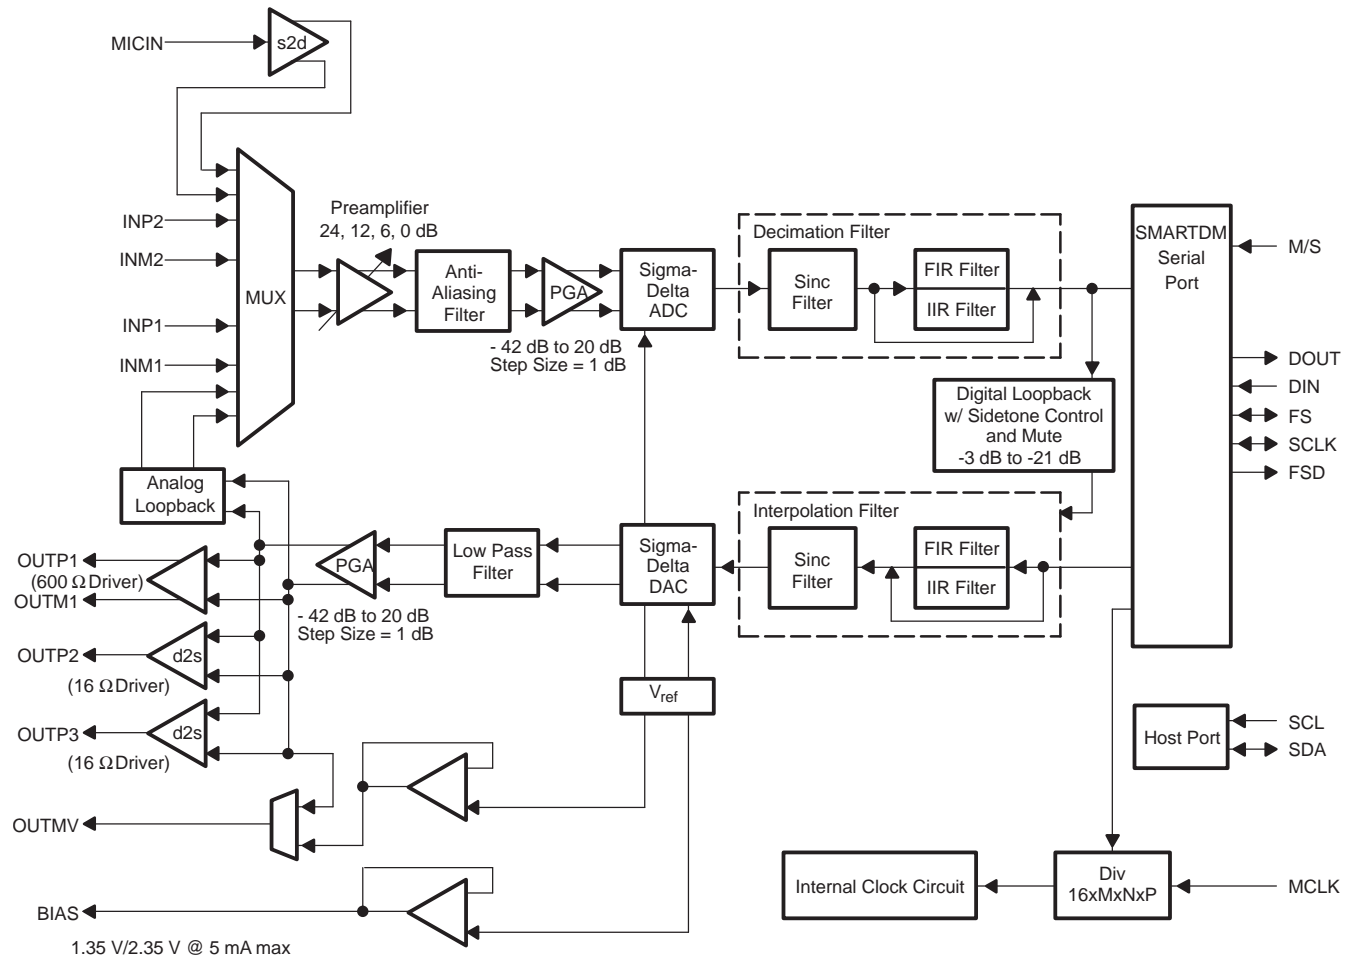 MICIN
s2d
INP2
INM2
INP1
INM1
MUX
Preamplifier
24, 12, 6, 0 dB
Anti-
Aliasing
Filter
PGA
- 42 dB to 20 dB
Step Size = 1 dB
Sigma-
Delta
ADC
Decimation Filter
Sinc
Filter
FIR Filter
IIR Filter
SMARTDM
Serial
Port
M/S
DOUT
DIN
FS
SCLK
FSD
Digital Loopback
w/ Sidetone Control
and Mute
-3 dB to -21 dB
Analog
Loopback
OUTP1
(600 Ω Driver)
OUTM1
PGA
- 42 dB to 20 dB
Step Size = 1 dB
Low Pass
Filter
Sigma-
Delta
DAC
Interpolation Filter
Sinc
Filter
FIR Filter
IIR Filter
OUTP2
d2s
(16 Ω Driver)
OUTP3
d2s
(16 Ω Driver)
Vref
Host Port
SCL
SDA
OUTMV
Internal Clock Circuit
Div
16xMxNxP
MCLK
BIAS
1.35 V/2.35 V @ 5 mA max